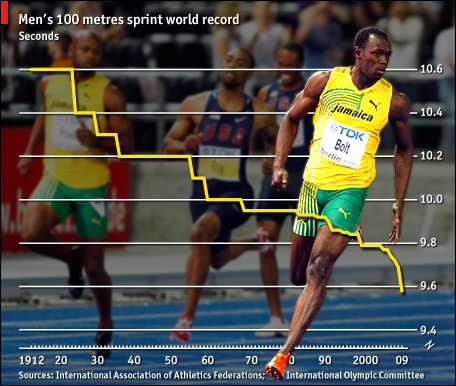 Men's 100 metres sprint world record
Seconds
10.6
10.4
10.2
10.0
9.8
9.6
9.4
Jamaica
TDK
Bolt
berlin
USA
TDK
Jamaica
1912 20 30 40 50 60 70 80 90 2000 09
Sources: International Association of Athletics Federations; International Olympic Committee